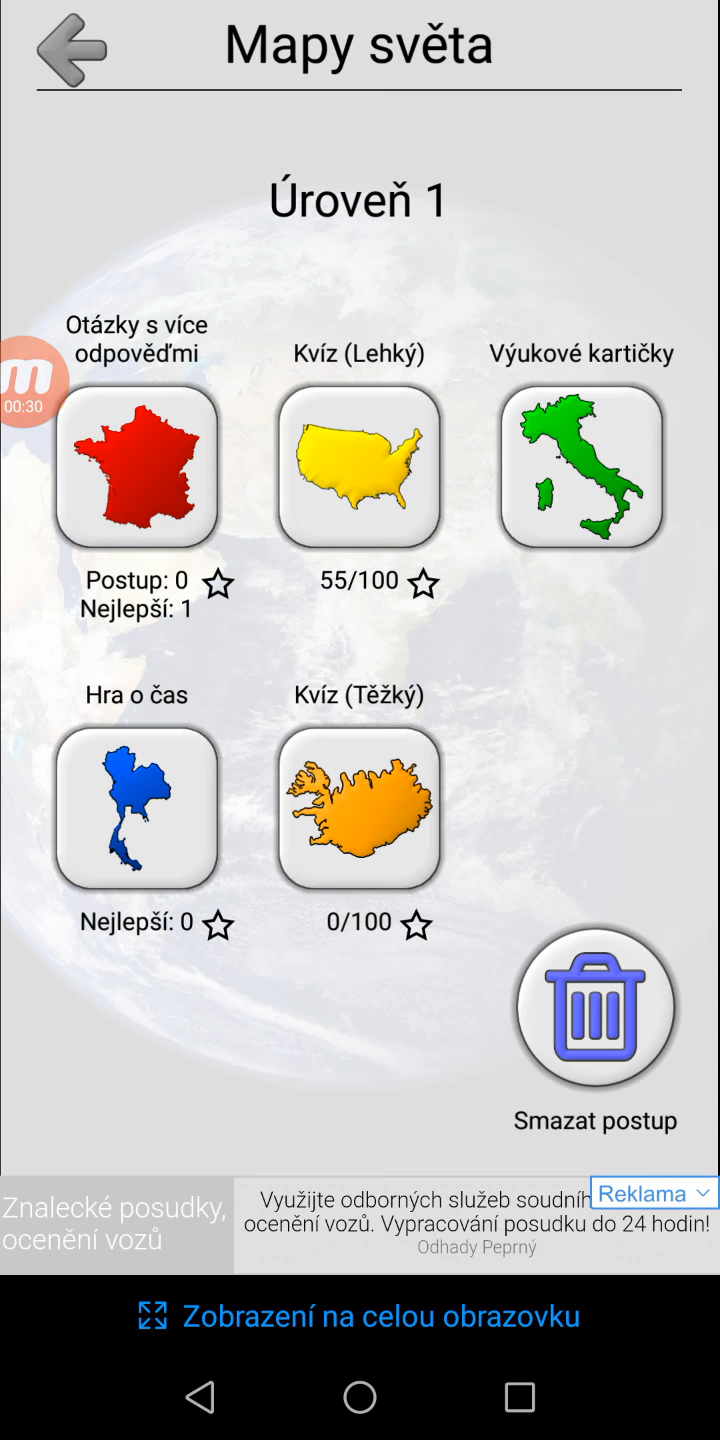 Mapy světa
Úroveň 1
Otázky s více
odpověďmi
Kvíz (Lehký)
Výukové kartičky
m
00:30
Postup: 0
Nejlepší: 1
55/100
Hra o čas
Kvíz (Těžký)
Nejlepší: 0
0/100
Smazat postup
Znalecké posudky,
ocenění vozů
Využijte odborných služeb soudníh
Reklama
ocenění vozů. Vypracování posudku do 24 hodin!
Odhady Peprný
Zobrazení na celou obrazovku